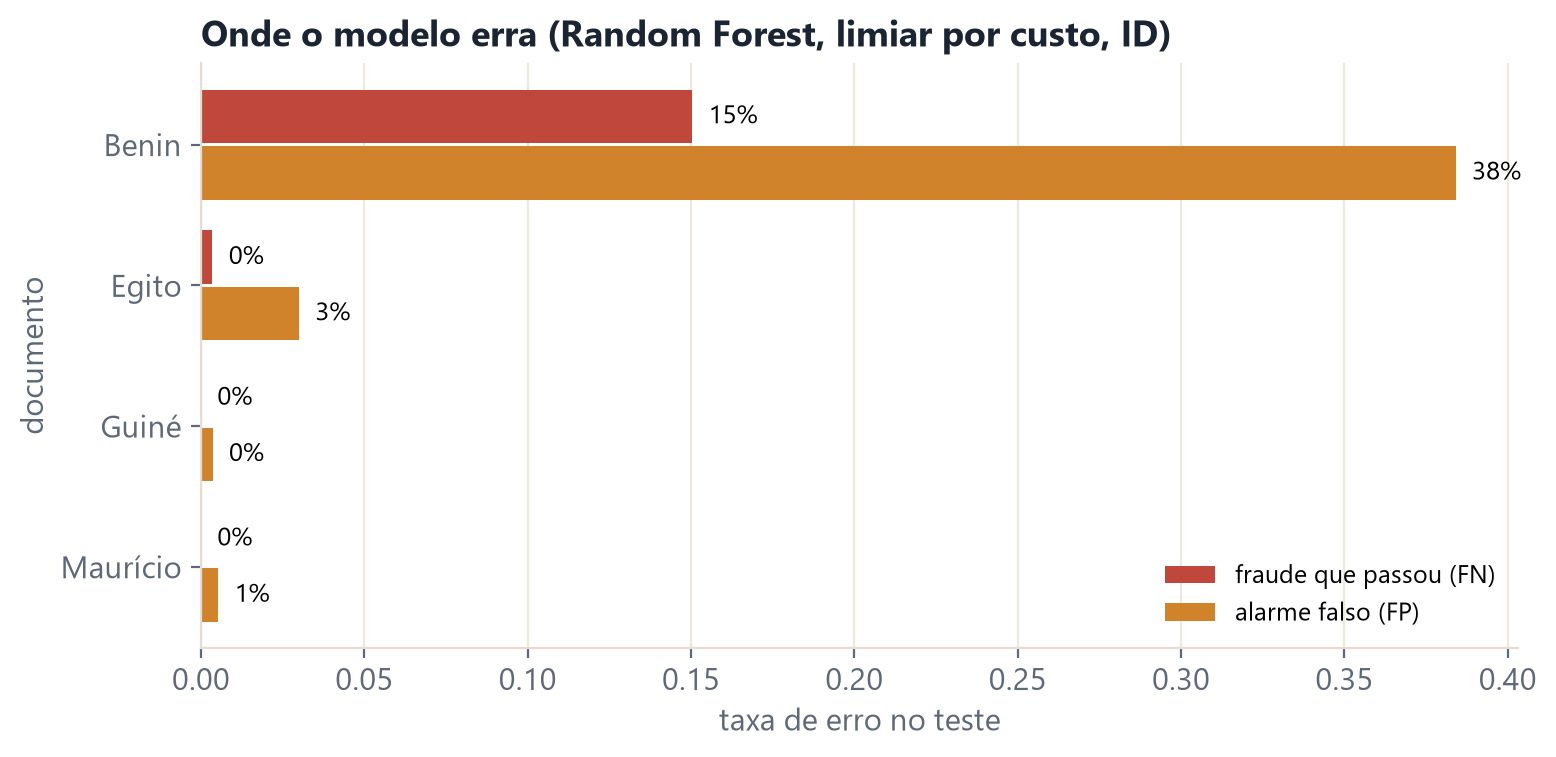 Onde o modelo erra (Random Forest, limiar por custo, ID)
documento
Benin
15%
38%
Egito
0%
3%
Guiné
0%
0%
Maurício
0%
1%
fraude que passou (FN)
alarme falso (FP)
0.00 0.05 0.10 0.15 0.20 0.25 0.30 0.35 0.40
taxa de erro no teste